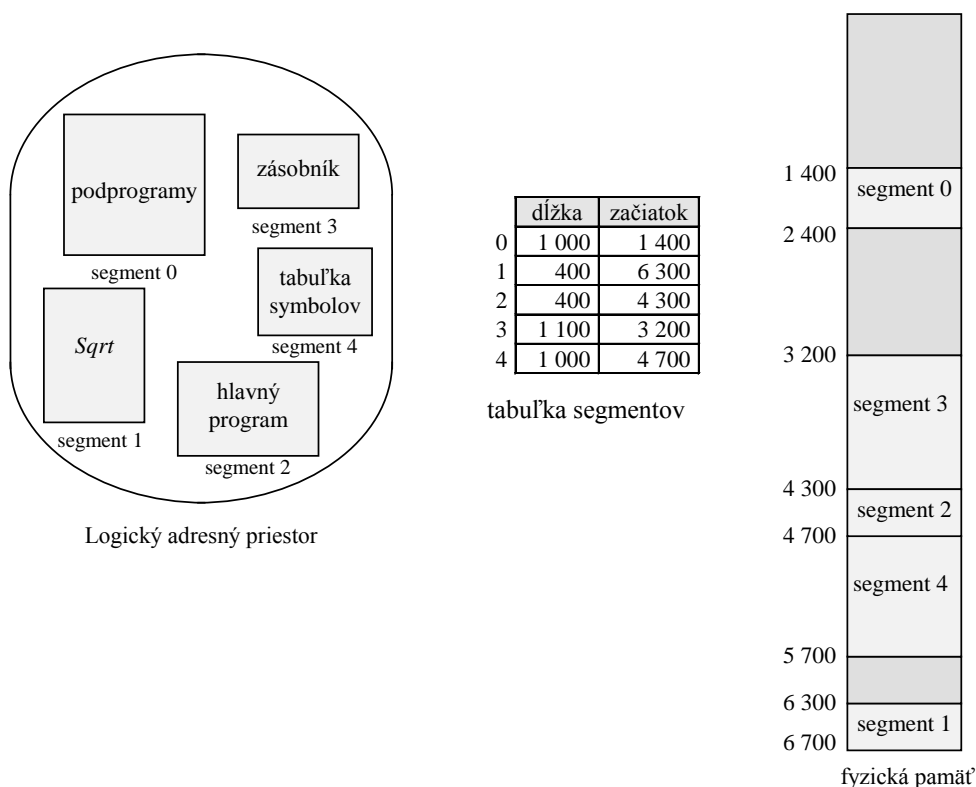 podprogramy
segment 0
zásobník
segment 3
tabuľka
symbolov
segment 4
Sqrt
segment 1
hlavný
program
segment 2
Logický adresný priestor
dĺžka začiatok
0 1 000 1 400
1 400 6 300
2 400 4 300
3 1 100 3 200
4 1 000 4 700
tabuľka segmentov
1 400
segment 0
2 400
3 200
segment 3
4 300
segment 2
4 700
segment 4
5 700
6 300
segment 1
6 700
fyzická pamäť